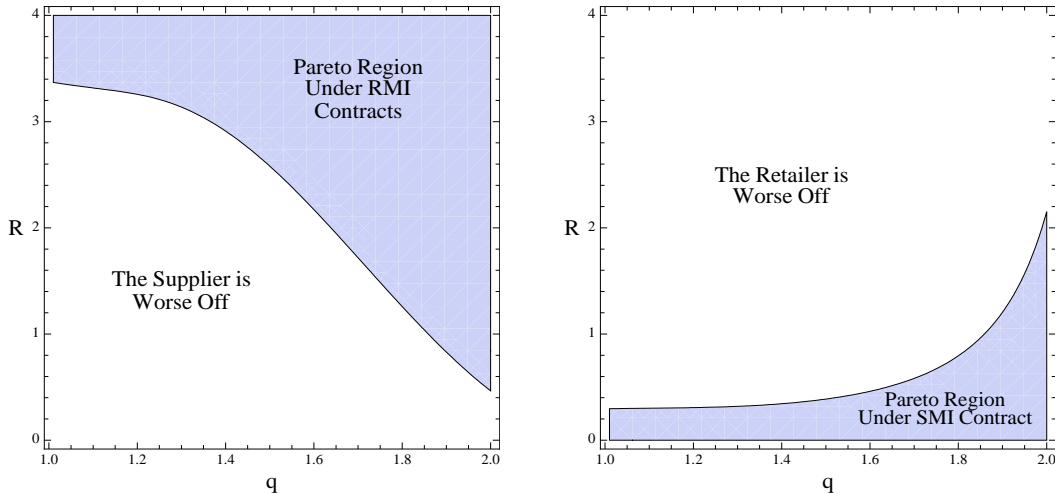 4
3
2
1
0
R
Pareto Region
Under RMI
Contracts
The Supplier is
Worse Off
1.0 1.2 1.4 1.6 1.8 2.0
q
4
3
2
1
0
R
The Retailer is
Worse Off
Pareto Region
Under SMI Contract
1.0 1.2 1.4 1.6 1.8 2.0
q